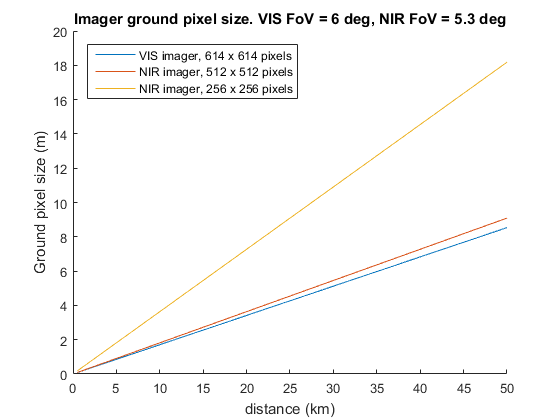 Imager ground pixel size. VIS FoV = 6 deg, NIR FoV = 5.3 deg
20
18
16
14
12
10
8
6
4
2
0
Ground pixel size (m)
VIS imager, 614 x 614 pixels
NIR imager, 512 x 512 pixels
NIR imager, 256 x 256 pixels
0 5 10 15 20 25 30 35 40 45 50
distance (km)